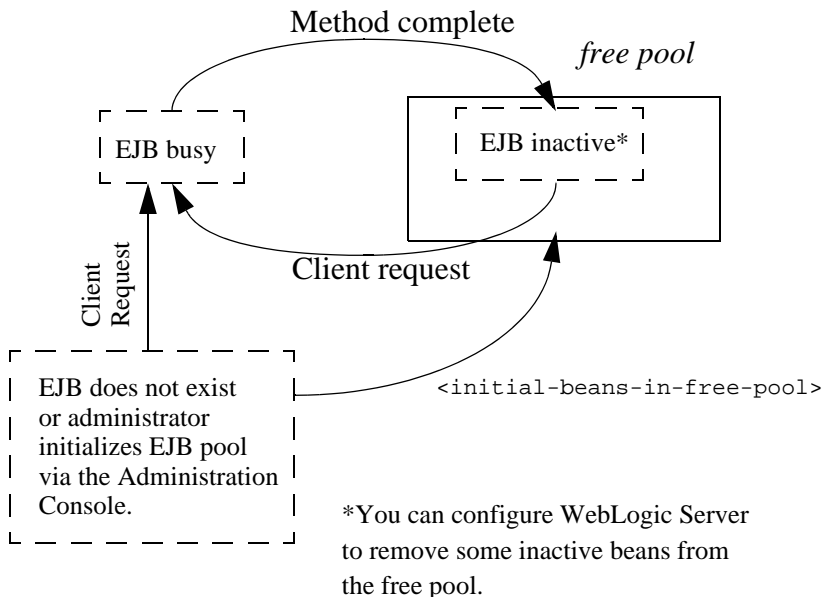 Method complete
free pool
EJB busy
EJB inactive*
Client request
Client
Request
EJB does not exist
or administrator
initializes EJB pool
via the Administration
Console.
<initial-beans-in-free-pool>
*You can configure WebLogic Server
to remove some inactive beans from
the free pool.